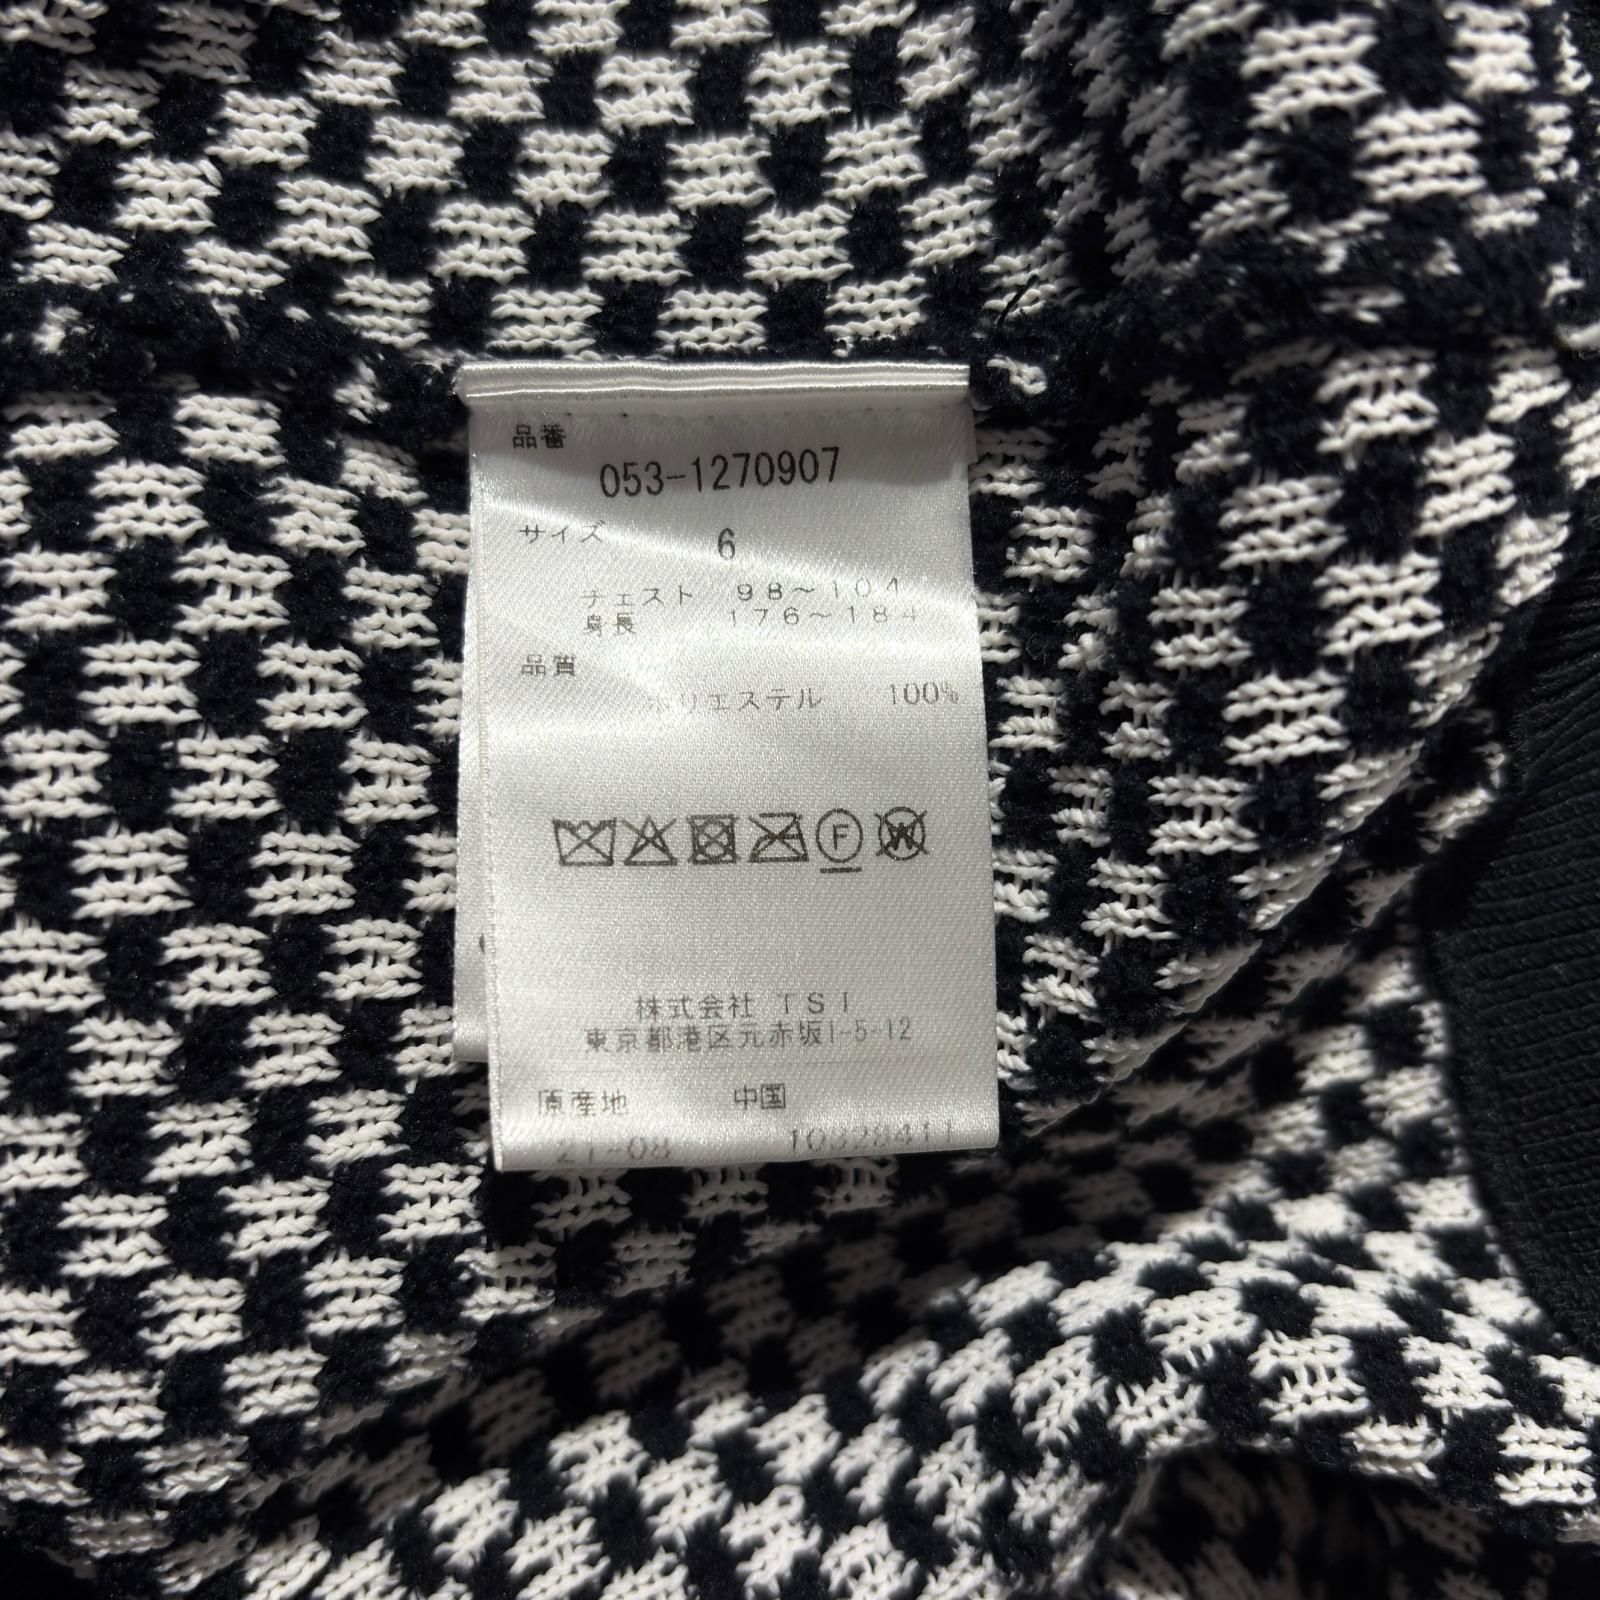 品番
053-1270907
サイズ 6
チェスト 98～104
身長 176～184
品質
ポリエステル 100%
F
W
株式会社 TSI
東京都港区元赤坂1-5-12
原産地 中国
21-08